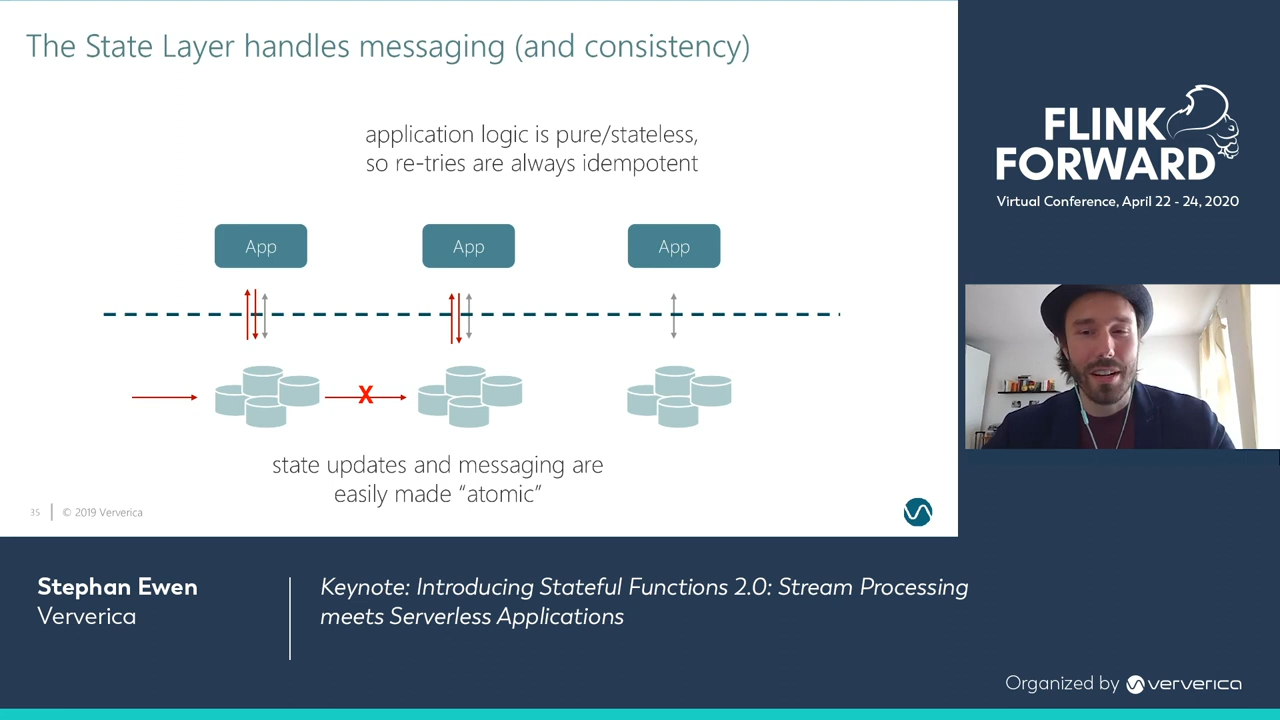 The State Layer handles messaging (and consistency)
application logic is pure/stateless,
so re-tries are always idempotent
App
App
App
X
state updates and messaging are
easily made “atomic”
35
© 2019 Ververica
FLINK
FORWARD
Virtual Conference, April 22 - 24, 2020
Stephan Ewen
Ververica
Keynote: Introducing Stateful Functions 2.0: Stream Processing
meets Serverless Applications
Organized by ververica